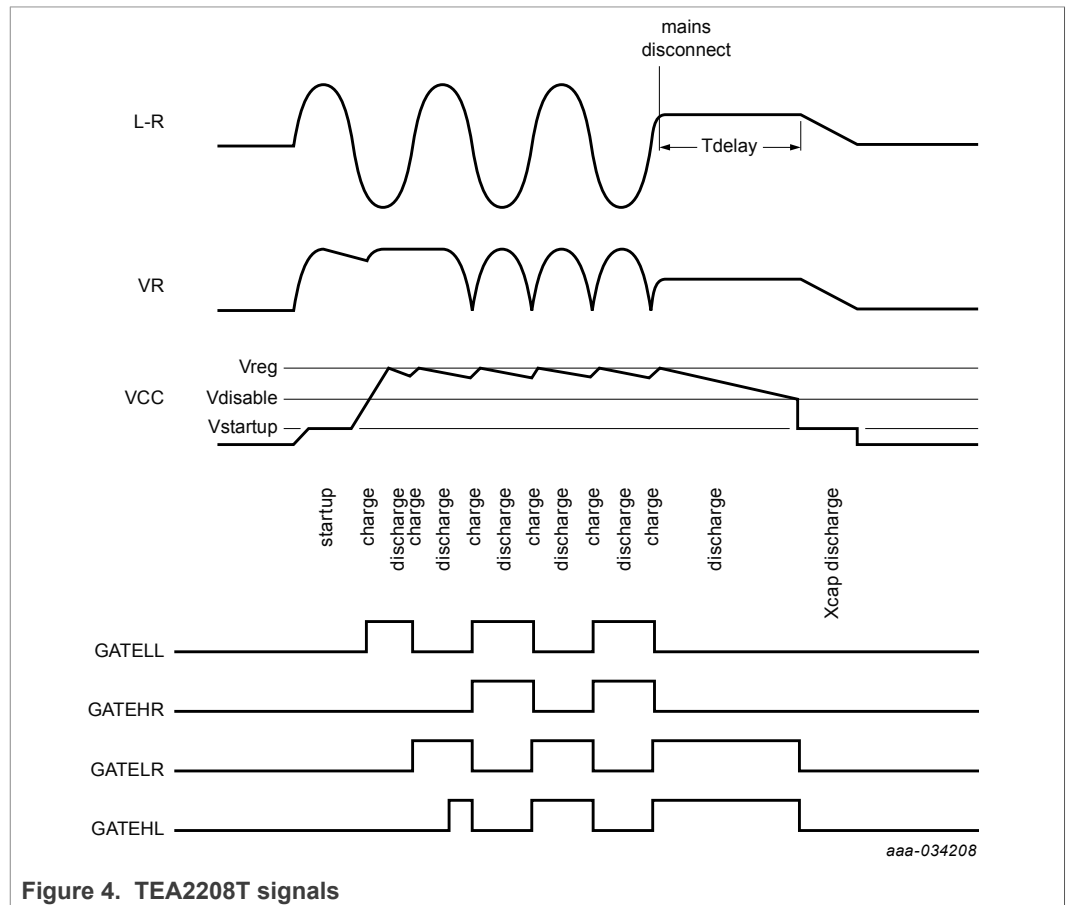 mains
disconnect
L-R
Tdelay
VR
Vreg
VCC
Vdisable
Vstartup
startup
charge
discharge
charge
discharge
charge
discharge
charge
discharge
charge
discharge
charge
discharge
Xcap discharge
GATELL
GATEHR
GATELR
GATEHL
aaa-034208
Figure 4. TEA2208T signals